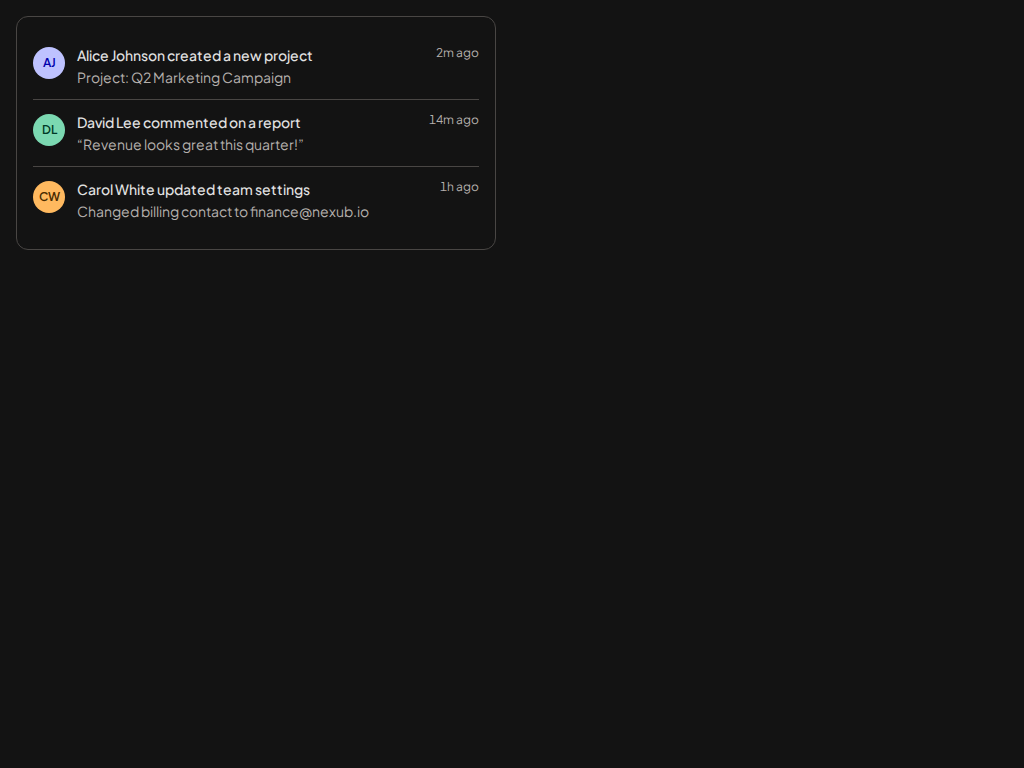 AJ
Alice Johnson created a new project
2m ago
Project: Q2 Marketing Campaign
DL
David Lee commented on a report
14m ago
“Revenue looks great this quarter!”
CW
Carol White updated team settings
1h ago
Changed billing contact to finance@nexub.io